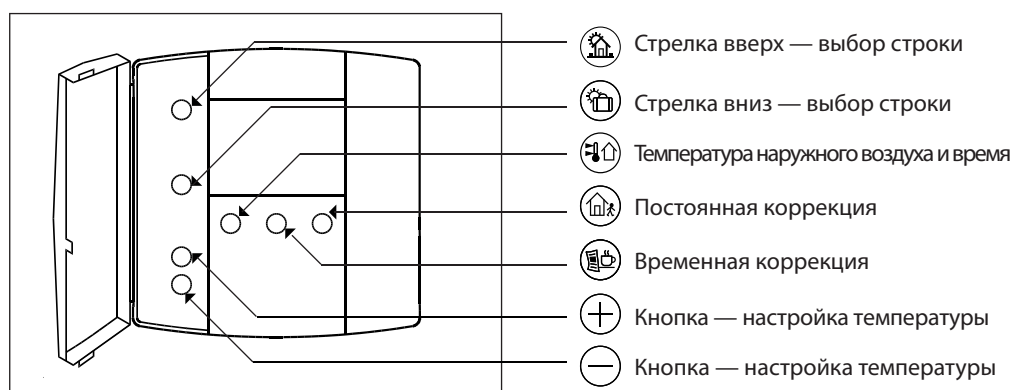 Стрелка вверх — выбор строки
Стрелка вниз — выбор строки
Температура наружного воздуха и время
Постоянная коррекция
Временная коррекция
Кнопка — настройка температуры
Кнопка — настройка температуры